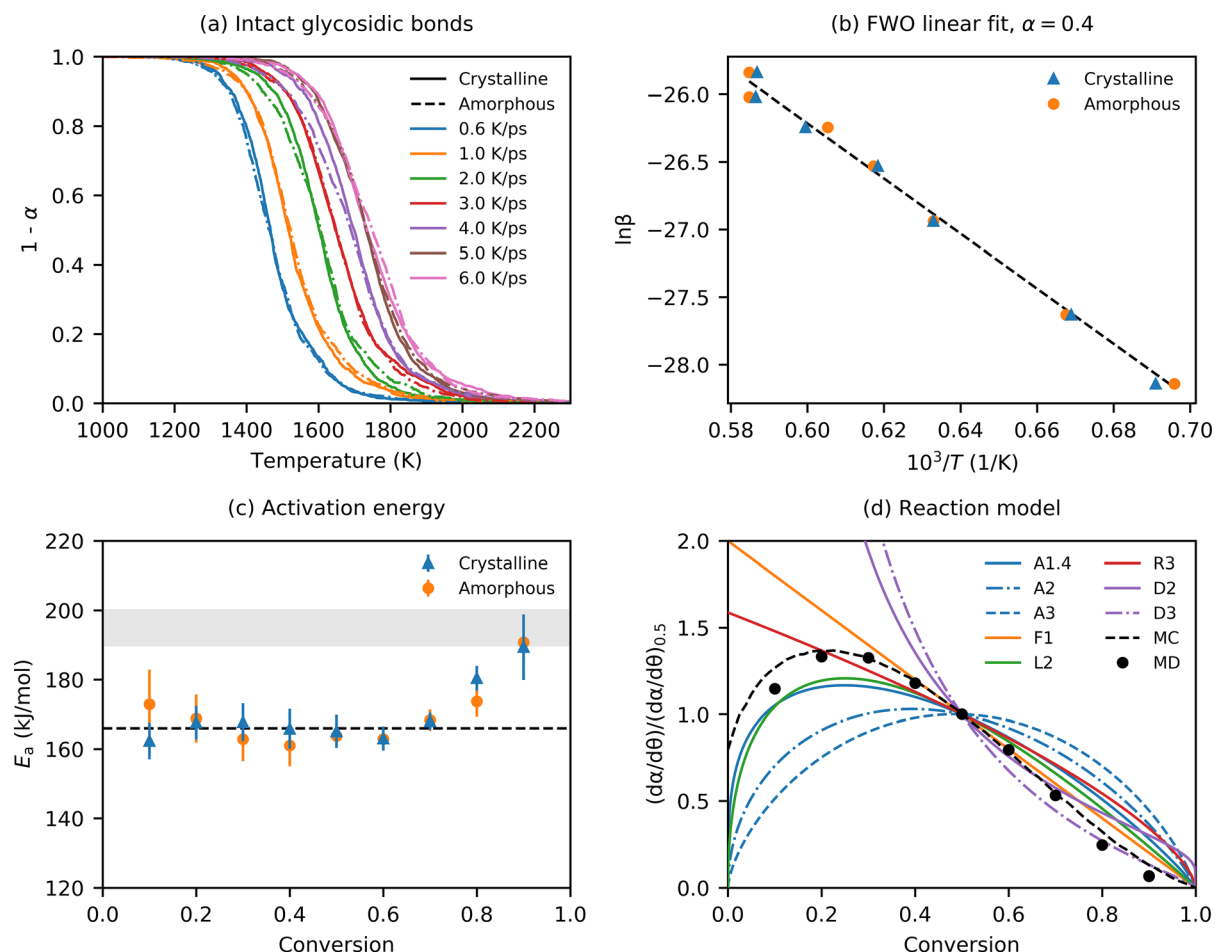 (a) Intact glycosidic bonds
1.0
0.8
0.6
0.4
0.2
0.0
1 - α
Crystalline
Amorphous
0.6 K/ps
1.0 K/ps
2.0 K/ps
3.0 K/ps
4.0 K/ps
5.0 K/ps
6.0 K/ps
1000 1200 1400 1600 1800 2000 2200
Temperature (K)
(b) FWO linear fit, α = 0.4
−26.0
−26.5
−27.0
−27.5
−28.0
lnβ
Crystalline
Amorphous
0.58 0.60 0.62 0.64 0.66 0.68 0.70
10³/T (1/K)
(c) Activation energy
220
200
180
160
140
120
Eₐ (kJ/mol)
Crystalline
Amorphous
0.0 0.2 0.4 0.6 0.8 1.0
Conversion
(d) Reaction model
2.0
1.5
1.0
0.5
0.0
(dα/dθ)/(dα/dθ)₀.₅
A1.4
A2
A3
F1
L2
R3
D2
D3
MC
MD
0.0 0.2 0.4 0.6 0.8 1.0
Conversion